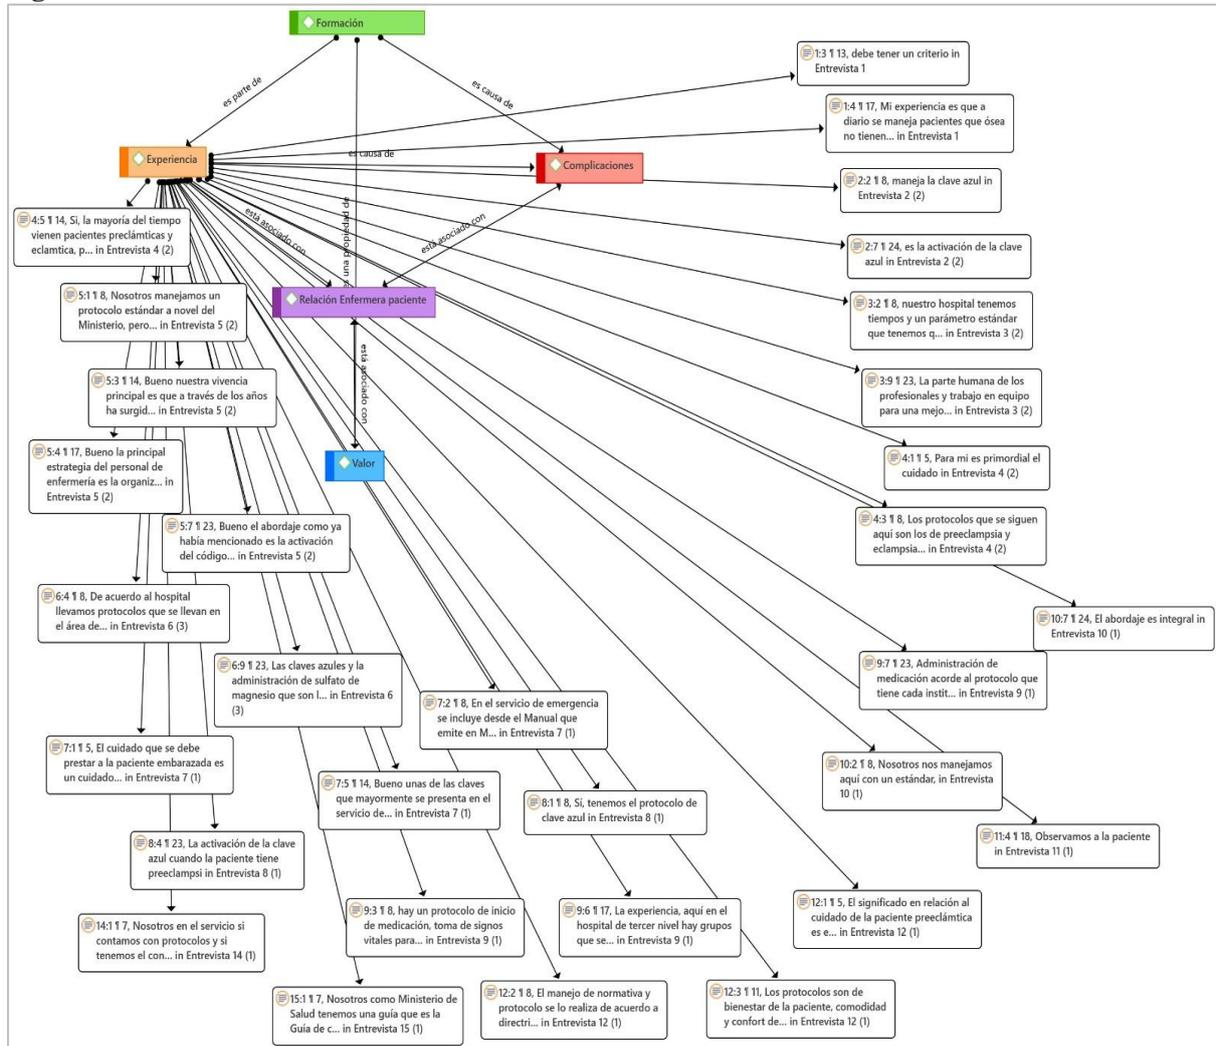 Formación
es parte de
es causa de
1:3 ¶ 13, debe tener un criterio in
Entrevista 1
1:4 ¶ 17, Mi experiencia es que a
diario se maneja pacientes que ósea
no tienen... in Entrevista 1
Experiencia
es causa de
Complicaciones
2:2 ¶ 8, maneja la clave azul in
Entrevista 2 (2)
4:5 ¶ 14, Si, la mayoría del tiempo
vienen pacientes preclámticas y
eclamtica, p... in Entrevista 4 (2)
está asociado con
s una propiedad de
está asociado con
2:7 ¶ 24, es la activación de la clave
azul in Entrevista 2 (2)
5:1 ¶ 8, Nosotros manejamos un
protocolo estándar a novel del
Ministerio, pero... in Entrevista 5 (2)
Relación Enfermera paciente
3:2 ¶ 8, nuestro hospital tenemos
tiempos y un parámetro estándar
que tenemos q... in Entrevista 3 (2)
está asociado con
5:3 ¶ 14, Bueno nuestra vivencia
principal es que a través de los años
ha surgid... in Entrevista 5 (2)
3:9 ¶ 23, La parte humana de los
profesionales y trabajo en equipo
para una mejo... in Entrevista 3 (2)
5:4 ¶ 17, Bueno la principal
estrategia del personal de
enfermería es la organiz... in
Entrevista 5 (2)
Valor
4:1 ¶ 5, Para mi es primordial el
cuidado in Entrevista 4 (2)
5:7 ¶ 23, Bueno el abordaje como ya
había mencionado es la activación
del código... in Entrevista 5 (2)
4:3 ¶ 8, Los protocolos que se siguen
aquí son los de preeclampsia y
eclampsia... in Entrevista 4 (2)
6:4 ¶ 8, De acuerdo al hospital
llevamos protocolos que se llevan en
el área de... in Entrevista 6 (3)
10:7 ¶ 24, El abordaje es integral in
Entrevista 10 (1)
6:9 ¶ 23, Las claves azules y la
administración de sulfato de
magnesio que son l... in Entrevista 6
(3)
9:7 ¶ 23, Administración de
medicación acorde al protocolo que
tiene cada instit... in Entrevista 9 (1)
7:2 ¶ 8, En el servicio de emergencia
se incluye desde el Manual que
emite en M... in Entrevista 7 (1)
7:1 ¶ 5, El cuidado que se debe
prestar a la paciente embarazada es
un cuidado... in Entrevista 7 (1)
10:2 ¶ 8, Nosotros nos manejamos
aquí con un estándar, in Entrevista
10 (1)
7:5 ¶ 14, Bueno unas de las claves
que mayormente se presenta en el
servicio de... in Entrevista 7 (1)
8:1 ¶ 8, Sí, tenemos el protocolo de
clave azul in Entrevista 8 (1)
11:4 ¶ 18, Observamos a la paciente
in Entrevista 11 (1)
8:4 ¶ 23, La activación de la clave
azul cuando la paciente tiene
preeclampsi in Entrevista 8 (1)
9:3 ¶ 8, hay un protocolo de inicio
de medicación, toma de signos
vitales para... in Entrevista 9 (1)
9:6 ¶ 17, La experiencia, aquí en el
hospital de tercer nivel hay grupos
que se... in Entrevista 9 (1)
12:1 ¶ 5, El significado en relación al
cuidado de la paciente preeclámtica
es e... in Entrevista 12 (1)
14:1 ¶ 7, Nosotros en el servicio si
contamos con protocolos y si
tenemos el con... in Entrevista 14 (1)
15:1 ¶ 7, Nosotros como Ministerio de
Salud tenemos una guía que es la
Guía de c... in Entrevista 15 (1)
12:2 ¶ 8, El manejo de normativa y
protocolo se lo realiza de acuerdo a
directri... in Entrevista 12 (1)
12:3 ¶ 11, Los protocolos son de
bienestar de la paciente, comodidad
y confort de... in Entrevista 12 (1)